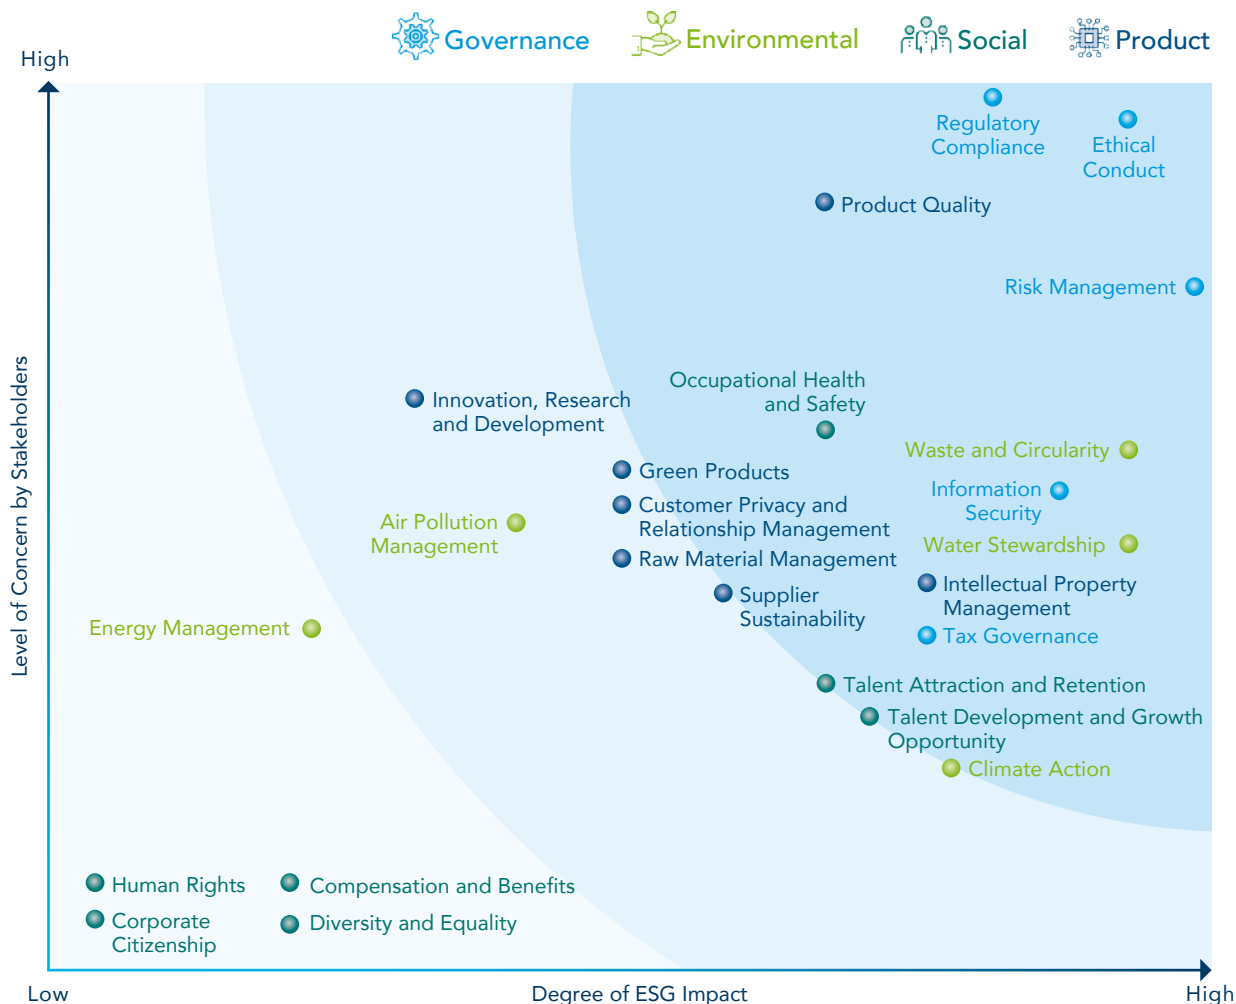 Governance
Environmental
Social
Product
High
Regulatory
Compliance
Ethical
Conduct
Product Quality
Risk Management
Occupational Health
and Safety
Innovation, Research
and Development
Waste and Circularity
Green Products
Information
Security
Customer Privacy and
Relationship Management
Air Pollution
Management
Water Stewardship
Raw Material Management
Intellectual Property
Management
Supplier
Sustainability
Energy Management
Tax Governance
Talent Attraction and Retention
Talent Development and Growth
Opportunity
Climate Action
Human Rights
Compensation and Benefits
Corporate
Citizenship
Diversity and Equality
Level of Concern by Stakeholders
Low
Degree of ESG Impact
High